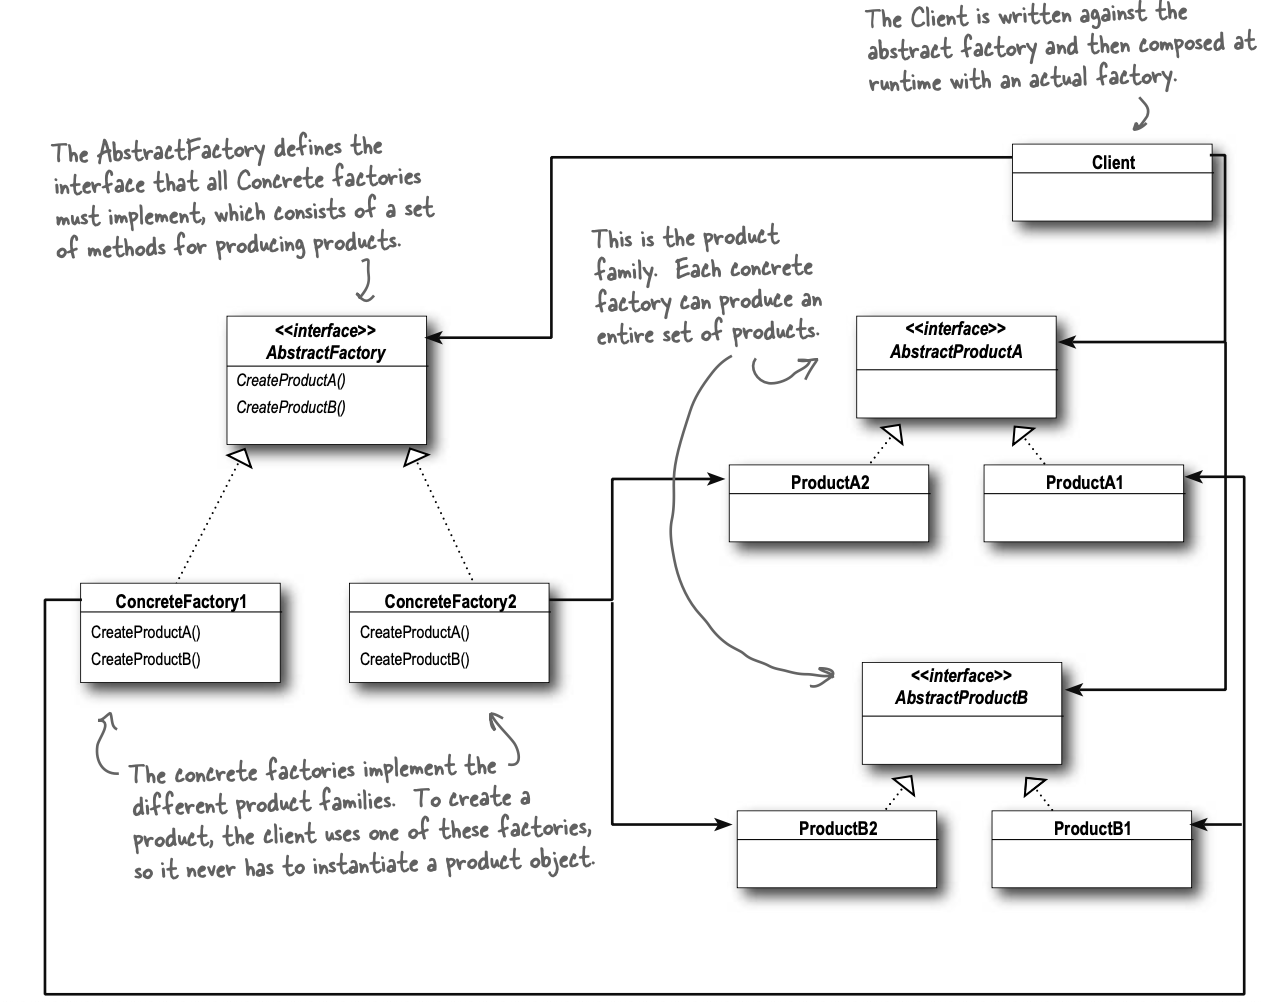 The Client is written against the
abstract factory and then composed at
runtime with an actual factory.
The AbstractFactory defines the
interface that all Concrete factories
must implement, which consists of a set
of methods for producing products.
Client
This is the product
family. Each concrete
factory can produce an
entire set of products.
<<interface>>
AbstractFactory
CreateProductA()
CreateProductB()
<<interface>>
AbstractProductA
ProductA2
ProductA1
ConcreteFactory1
CreateProductA()
CreateProductB()
ConcreteFactory2
CreateProductA()
CreateProductB()
<<interface>>
AbstractProductB
The concrete factories implement the
different product families. To create a
product, the client uses one of these factories,
so it never has to instantiate a product object.
ProductB2
ProductB1